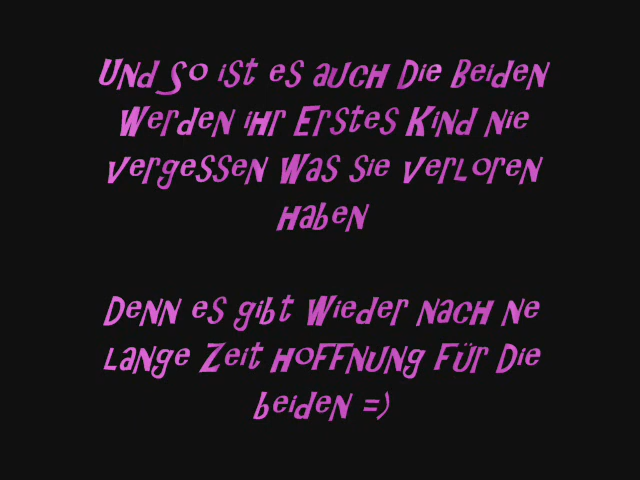 Und So ist es auch Die Beiden
Werden ihr Erstes Kind nie
vergessen Was sie verloren
haben
Denn es gibt Wieder nach ne
lange Zeit hoffnung Für Die
beiden =)